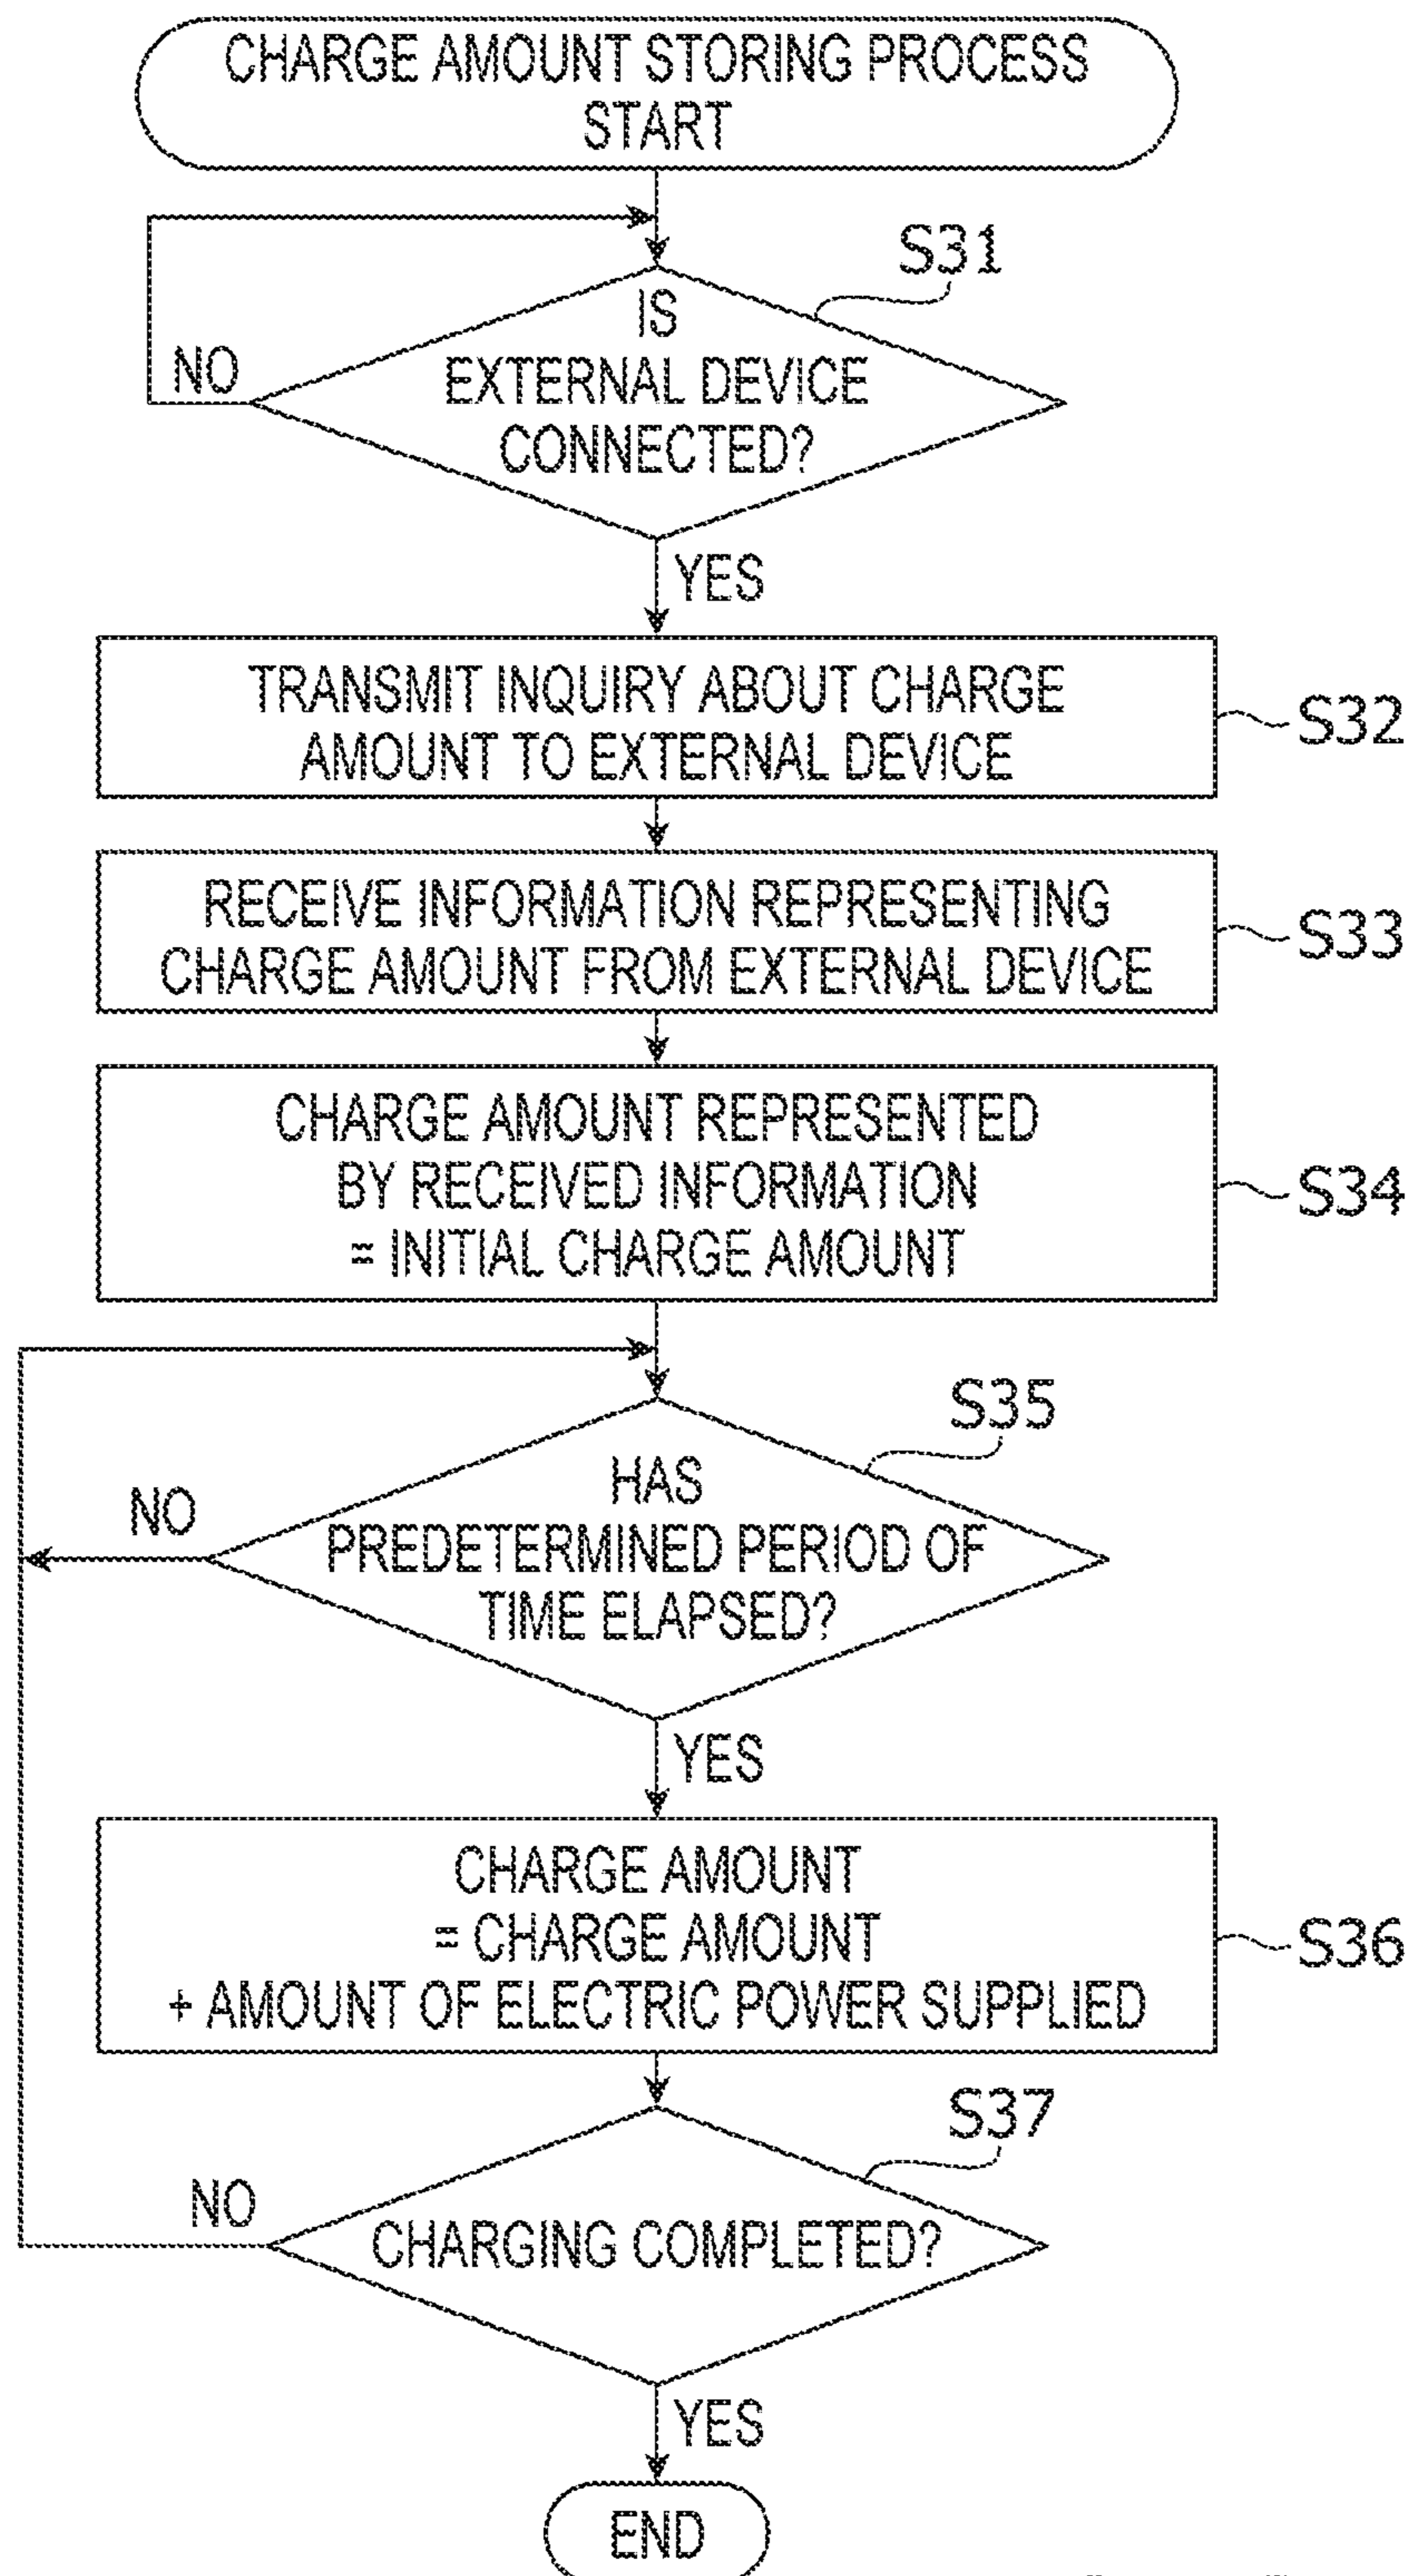 CHARGE AMOUNT STORING PROCESS
START
S31
IS
EXTERNAL DEVICE
CONNECTED?
NO
YES
TRANSMIT INQUIRY ABOUT CHARGE
AMOUNT TO EXTERNAL DEVICE
S32
RECEIVE INFORMATION REPRESENTING
CHARGE AMOUNT FROM EXTERNAL DEVICE
S33
CHARGE AMOUNT REPRESENTED
BY RECEIVED INFORMATION
= INITIAL CHARGE AMOUNT
S34
S35
HAS
PREDETERMINED PERIOD OF
TIME ELAPSED?
NO
YES
CHARGE AMOUNT
= CHARGE AMOUNT
+ AMOUNT OF ELECTRIC POWER SUPPLIED
S36
S37
CHARGING COMPLETED?
NO
YES
END